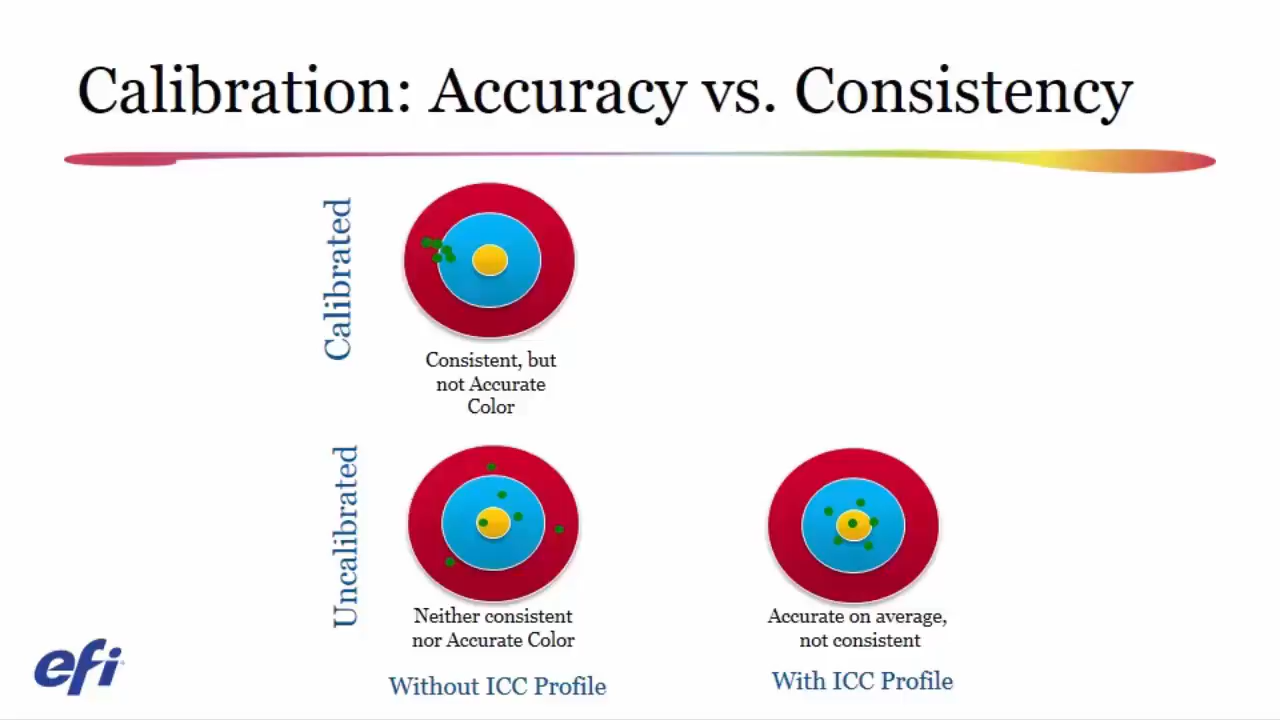 Calibration: Accuracy vs. Consistency
Calibrated
Consistent, but
not Accurate
Color
Uncalibrated
Neither consistent
nor Accurate Color
Accurate on average,
not consistent
Without ICC Profile
With ICC Profile
efi